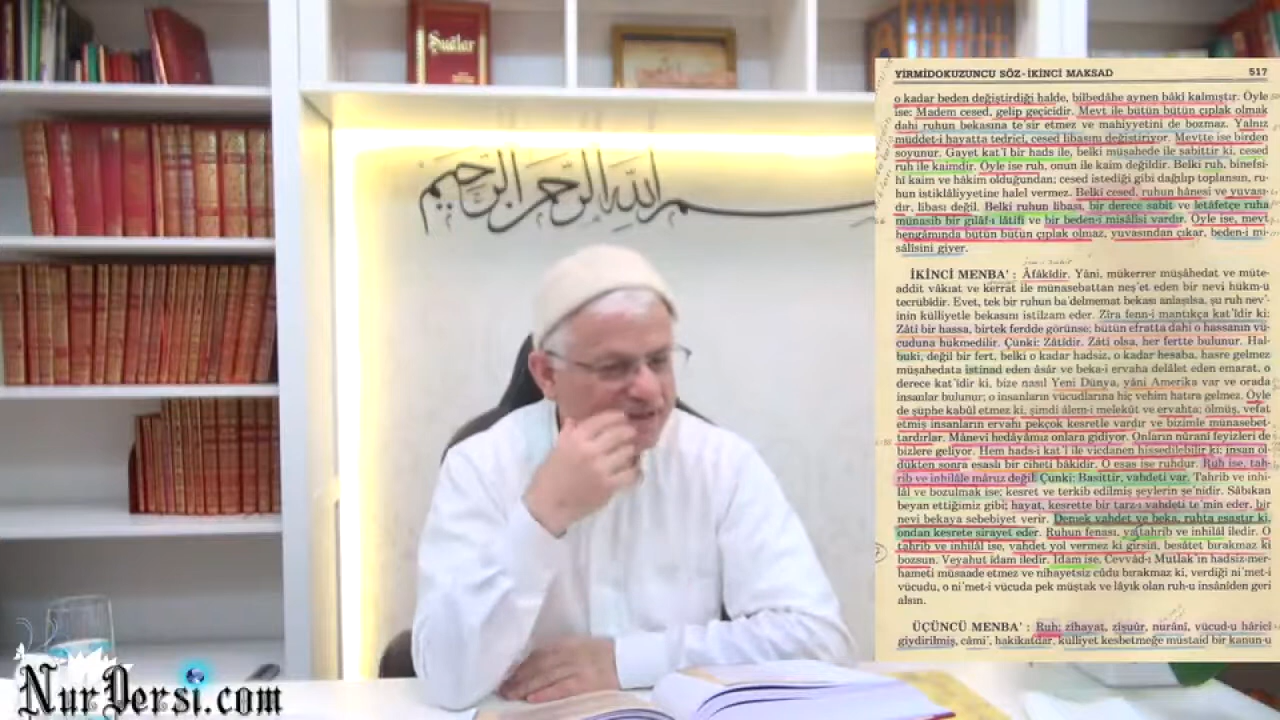 Şuâlar
بسم الله الرحمن الرحيم
YİRMİDOKUZUNCU SÖZ - İKİNCİ MAKSAD 517
o kadar beden değiştirdiği halde, bilbedâhe aynen bâki kalmıştır. Öyle
ise: Madem cesed, gelip geçicidir. Mevt ile bütün bütün çıplak olmak
dahi ruhun bekasına te'sir etmez ve mahiyyetini de bozmaz. Yalnız
müddet-i hayatta tedricî, cesed libasını değiştiriyor. Mevtte ise birden
soyunur. Gayet kat'î bir hads ile, belki müşahede ile sabittir ki, cesed
ruh ile kaimdir. Öyle ise ruh, onun ile kaim değildir. Belki ruh, binefsi-
hî kaim ve hâkim olduğundan; cesed istediği gibi dağılıp toplansın, ru-
hun istiklâliyyetine halel vermez. Belki cesed, ruhun hânesi ve yuvası-
dır, libası değil. Belki ruhun libası, bir derece sabit ve letâfetçe ruha
münasib bir gılâf-ı lâtifi ve bir beden-i misâlîsi vardır. Öyle ise, mevt
hengâmında bütün bütün çıplak olmaz, yuvasından çıkar, beden-i mi-
sâlîsini giyer.
İKİNCİ MENBA' : Âfâkîdir. Yâni, mükerrer müşahedat ve müte-
addit vâkıat ve kerrat ile münasebattan neş'et eden bir nevi hükm-ü
tecrübîdir. Evet, tek bir ruhun ba'delmemat bekası anlaşılsa, şu ruh nev'-
inin külliyetle bekasını istilzam eder. Zira fenn-i mantıkça kat'îdir ki:
Zâtî bir hassa, birtek ferdde görünse; bütün efratta dahi o hassanın vü-
cuduna hükmedilir. Çünki: Zâtîdir. Zâtî olsa, her fertte bulunur. Hal-
buki, değil bir fert, belki o kadar hadsiz, o kadar hesaba, hasre gelmez
müşahedata istinad eden âsâr ve beka-i ervaha delâlet eden emarat, o
derece kat'îdir ki, bize nasıl Yeni Dünya, yâni Amerika var ve orada
insanlar bulunur; o insanların vücudlarına hiç vehim hatıra gelmez. Öyle
de şüphe kabûl etmez ki, şimdi âlem-i melekût ve ervahta; ölmüş, vefat
etmiş insanların ervahı pekçok kesretle vardır ve bizimle münasebet-
tardırlar. Mânevî hedâyâmız onlara gidiyor. Onların nûranî feyizleri de
bizlere geliyor. Hem hads-i kat'î ile vicdanen hissedilebilir ki; insan öl-
dükten sonra esaslı bir ciheti bâkidir. O esas ise ruhdur. Ruh ise, tah-
rib ve inhilâle mâruz değil. Çünki: Basittir, vahdeti var. Tahrib ve inhi-
lâl ve bozulmak ise; kesret ve terkib edilmiş şeylerin şe'nidir. Sâbıkan
beyan ettiğimiz gibi; hayat, kesrette bir tarz-ı vahdeti te'min eder, bir
nevi bekaya sebebiyet verir. Demek vahdet ve beka, ruhta esastır ki,
ondan kesrete sirayet eder. Ruhun fenası, ya tahrib ve inhilâl iledir. O
tahrib ve inhilâl ise, vahdet yol vermez ki girsin, besâtet bırakmaz ki
bozsun. Veyahut îdam iledir. İdam ise, Cevvâd-ı Mutlak'ın hadsiz mer-
hameti müsaade etmez ve nihayetsiz cûdu bırakmaz ki, verdiği ni'met-i
vücudu, o ni'met-i vücuda pek müştak ve lâyık olan ruh-u insânîden geri
alsın.
ÜÇÜNCÜ MENBA' : Ruh; zîhayat, zîşuûr, nurânî, vücud-u hâricî
giydirilmiş, câmi', hakikatdar, külliyet kesbetmeğe müstaid bir kanun-u
NurDersi.com